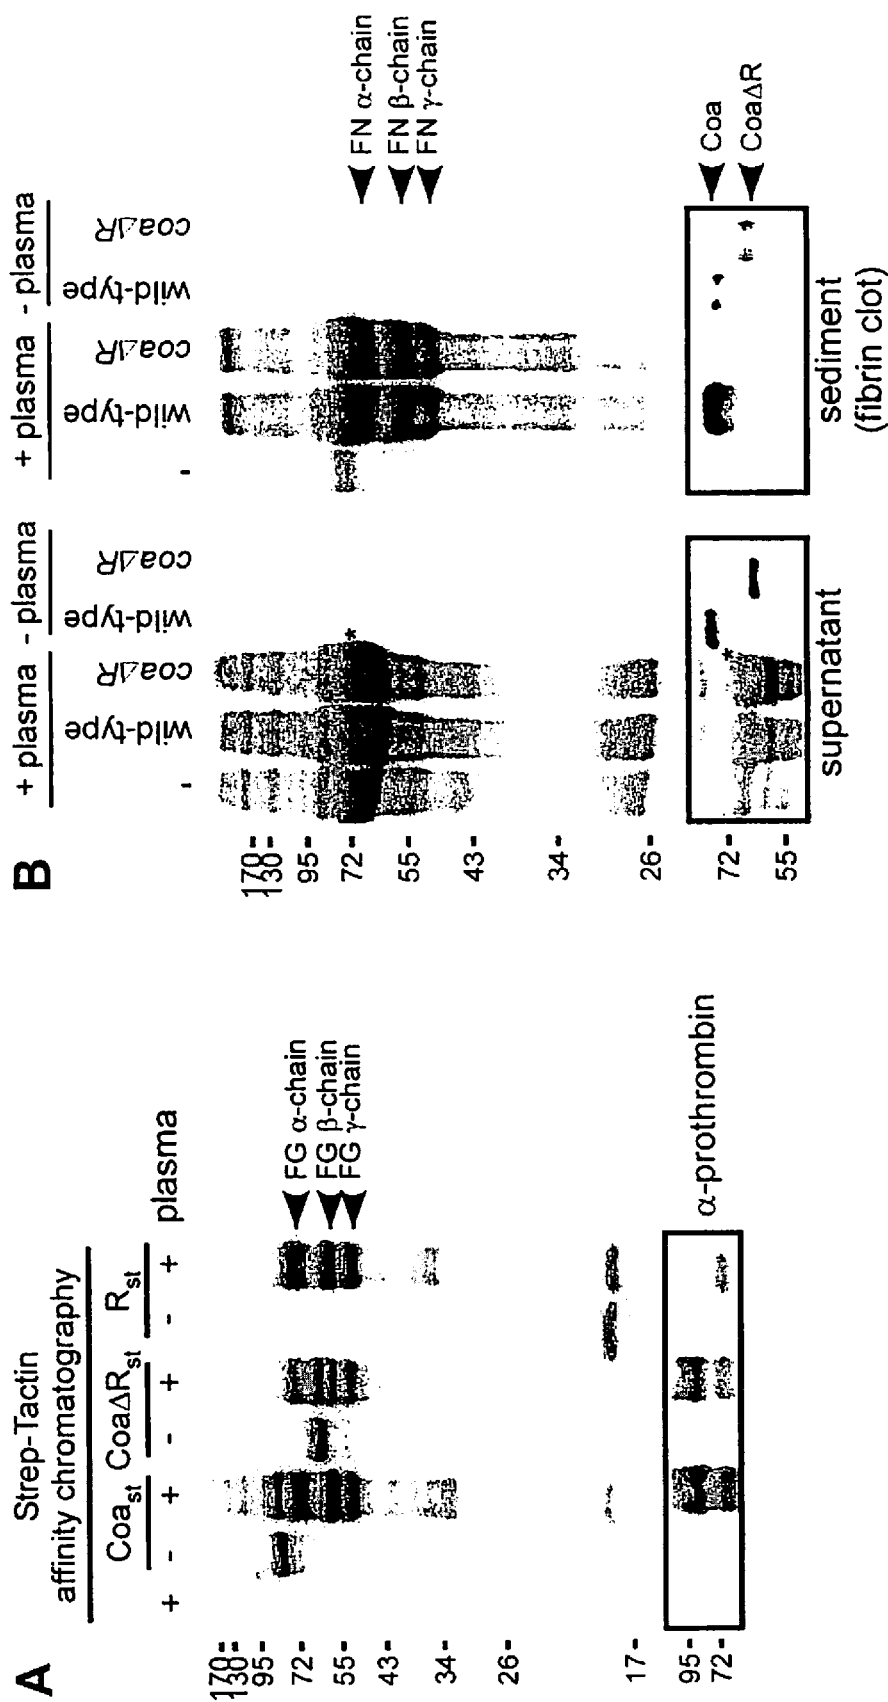 A
Strep-Tactin
affinity chromatography
Coa_st CoaΔR_st R_st
+ - + - + - + plasma
170-
130-
95-
72-
55-
43-
34-
26-
17-
FG α-chain
FG β-chain
FG γ-chain
95-
72-
α-prothrombin
B
+ plasma - plasma + plasma - plasma
- wild-type coaΔR wild-type coaΔR - wild-type coaΔR wild-type coaΔR
170-
130-
95-
72-
55-
43-
34-
26-
*
FN α-chain
FN β-chain
FN γ-chain
72-
55-
*
Coa
CoaΔR
supernatant
sediment
(fibrin clot)